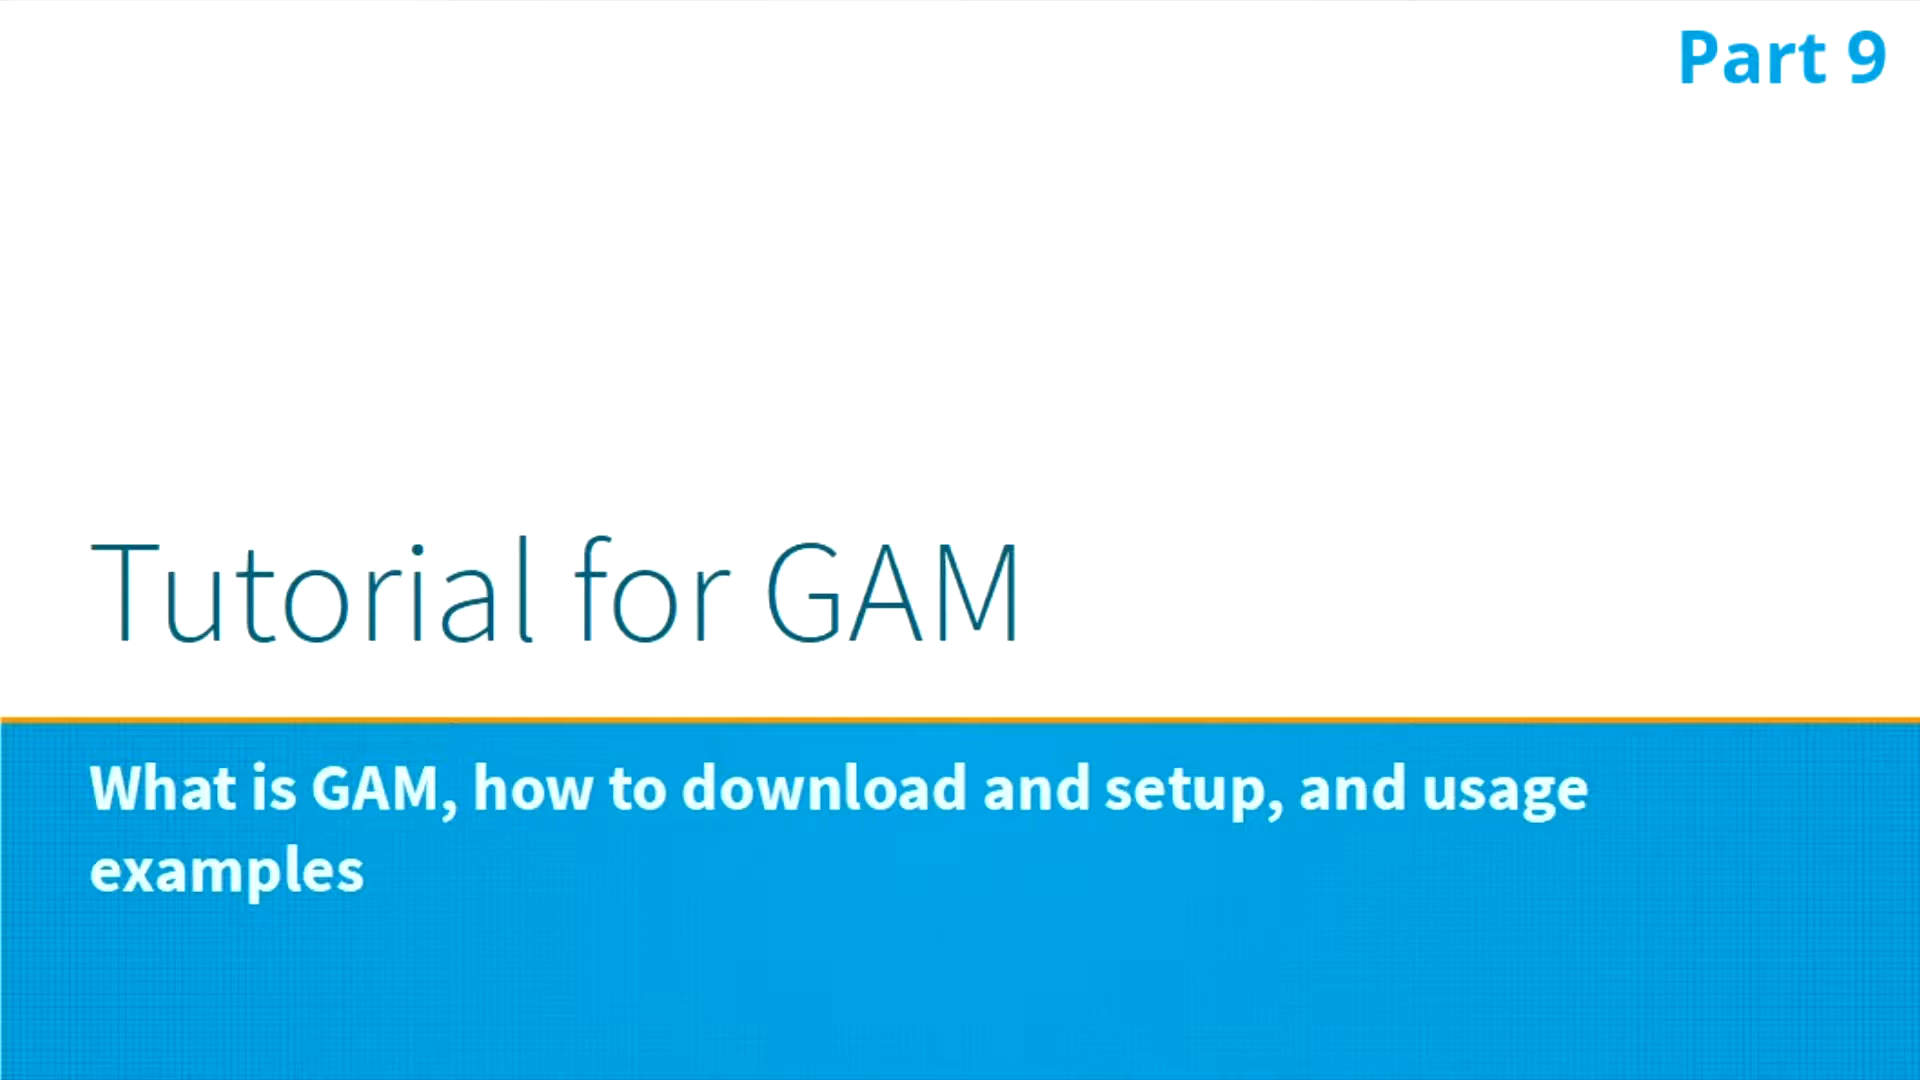 Part 9
Tutorial for GAM
What is GAM, how to download and setup, and usage
examples